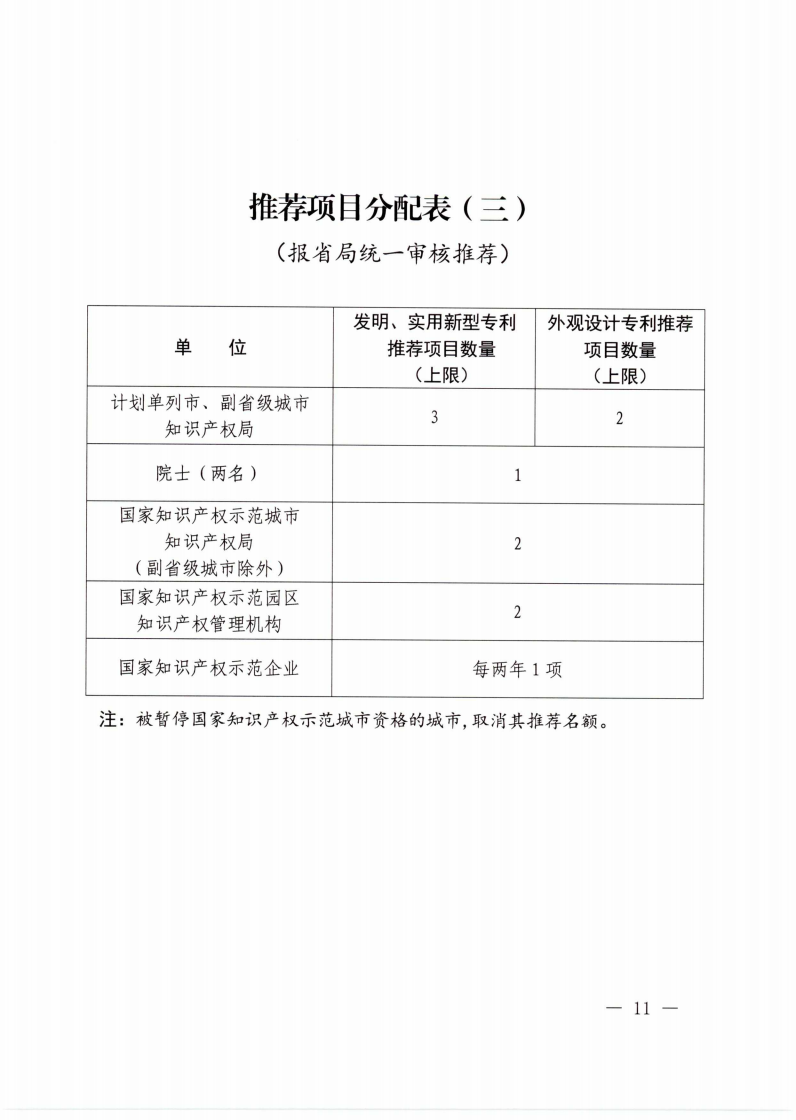 推荐项目分配表（三）
（报省局统一审核推荐）
单 位
发明、实用新型专利
推荐项目数量
（上限）
外观设计专利推荐
项目数量
（上限）
计划单列市、副省级城市
知识产权局
3
2
院士（两名）
1
国家知识产权示范城市
知识产权局
（副省级城市除外）
2
国家知识产权示范园区
知识产权管理机构
2
国家知识产权示范企业
每两年1项
注：被暂停国家知识产权示范城市资格的城市,取消其推荐名额。
— 11 —